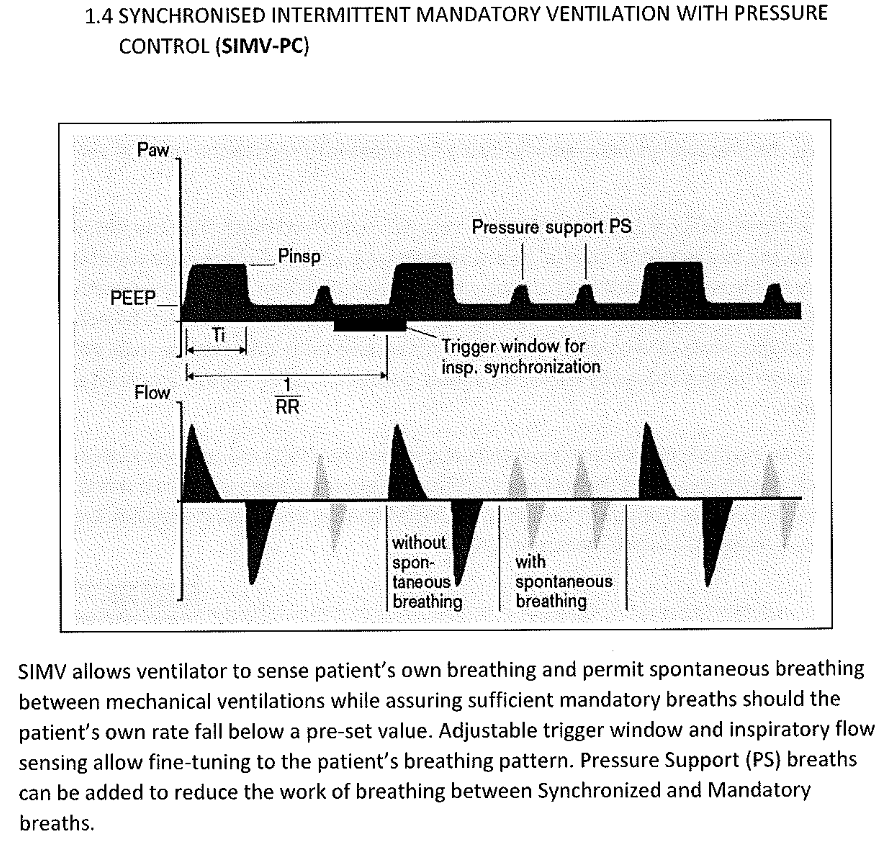 1.4 SYNCHRONISED INTERMITTENT MANDATORY VENTILATION WITH PRESSURE
CONTROL (SIMV-PC)
Paw
Pressure support PS
Pinsp
PEEP
Ti
Trigger window for
insp. synchronization
1
RR
Flow
without
spon-
taneous
breathing
with
spontaneous
breathing
SIMV allows ventilator to sense patient's own breathing and permit spontaneous breathing
between mechanical ventilations while assuring sufficient mandatory breaths should the
patient's own rate fall below a pre-set value. Adjustable trigger window and inspiratory flow
sensing allow fine-tuning to the patient's breathing pattern. Pressure Support (PS) breaths
can be added to reduce the work of breathing between Synchronized and Mandatory
breaths.